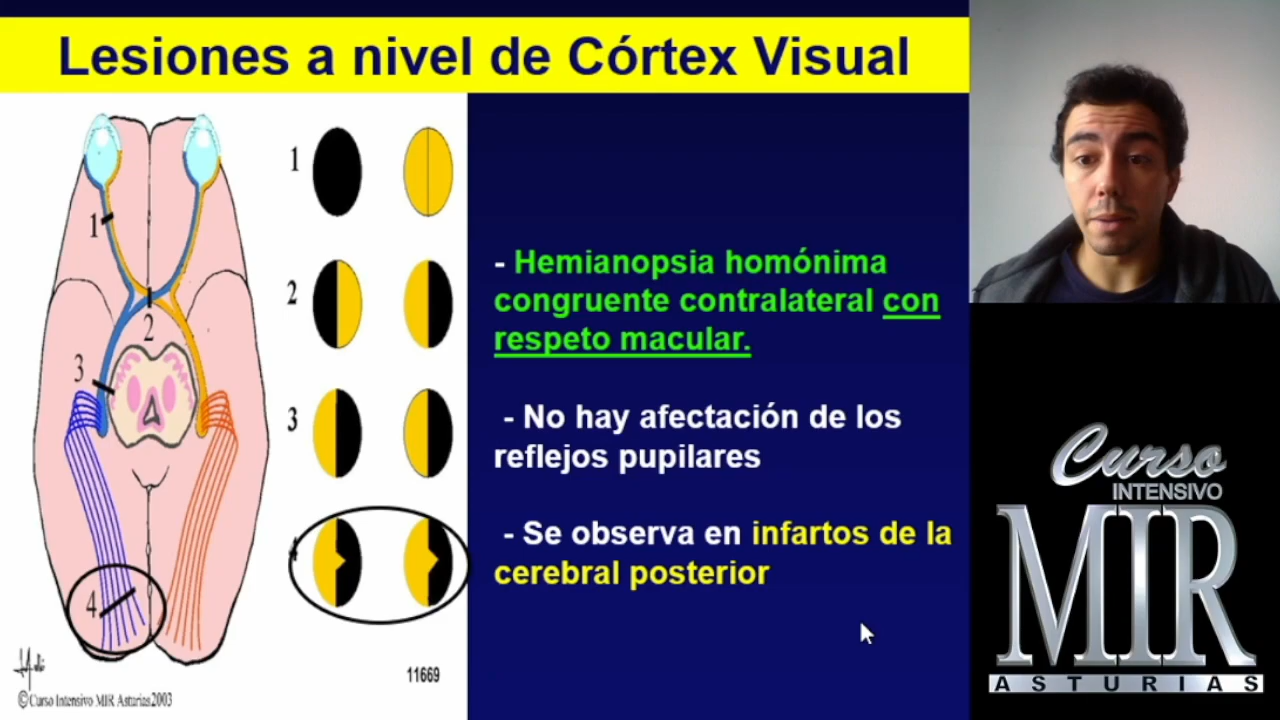 Lesiones a nivel de Córtex Visual
1
2
3
4
1
2
3
4
- Hemianopsia homónima
congruente contralateral con
respeto macular.
- No hay afectación de los
reflejos pupilares
- Se observa en infartos de la
cerebral posterior
11669
©Curso Intensivo MIR Asturias2003
Curso
INTENSIVO
MIR
ASTURIAS